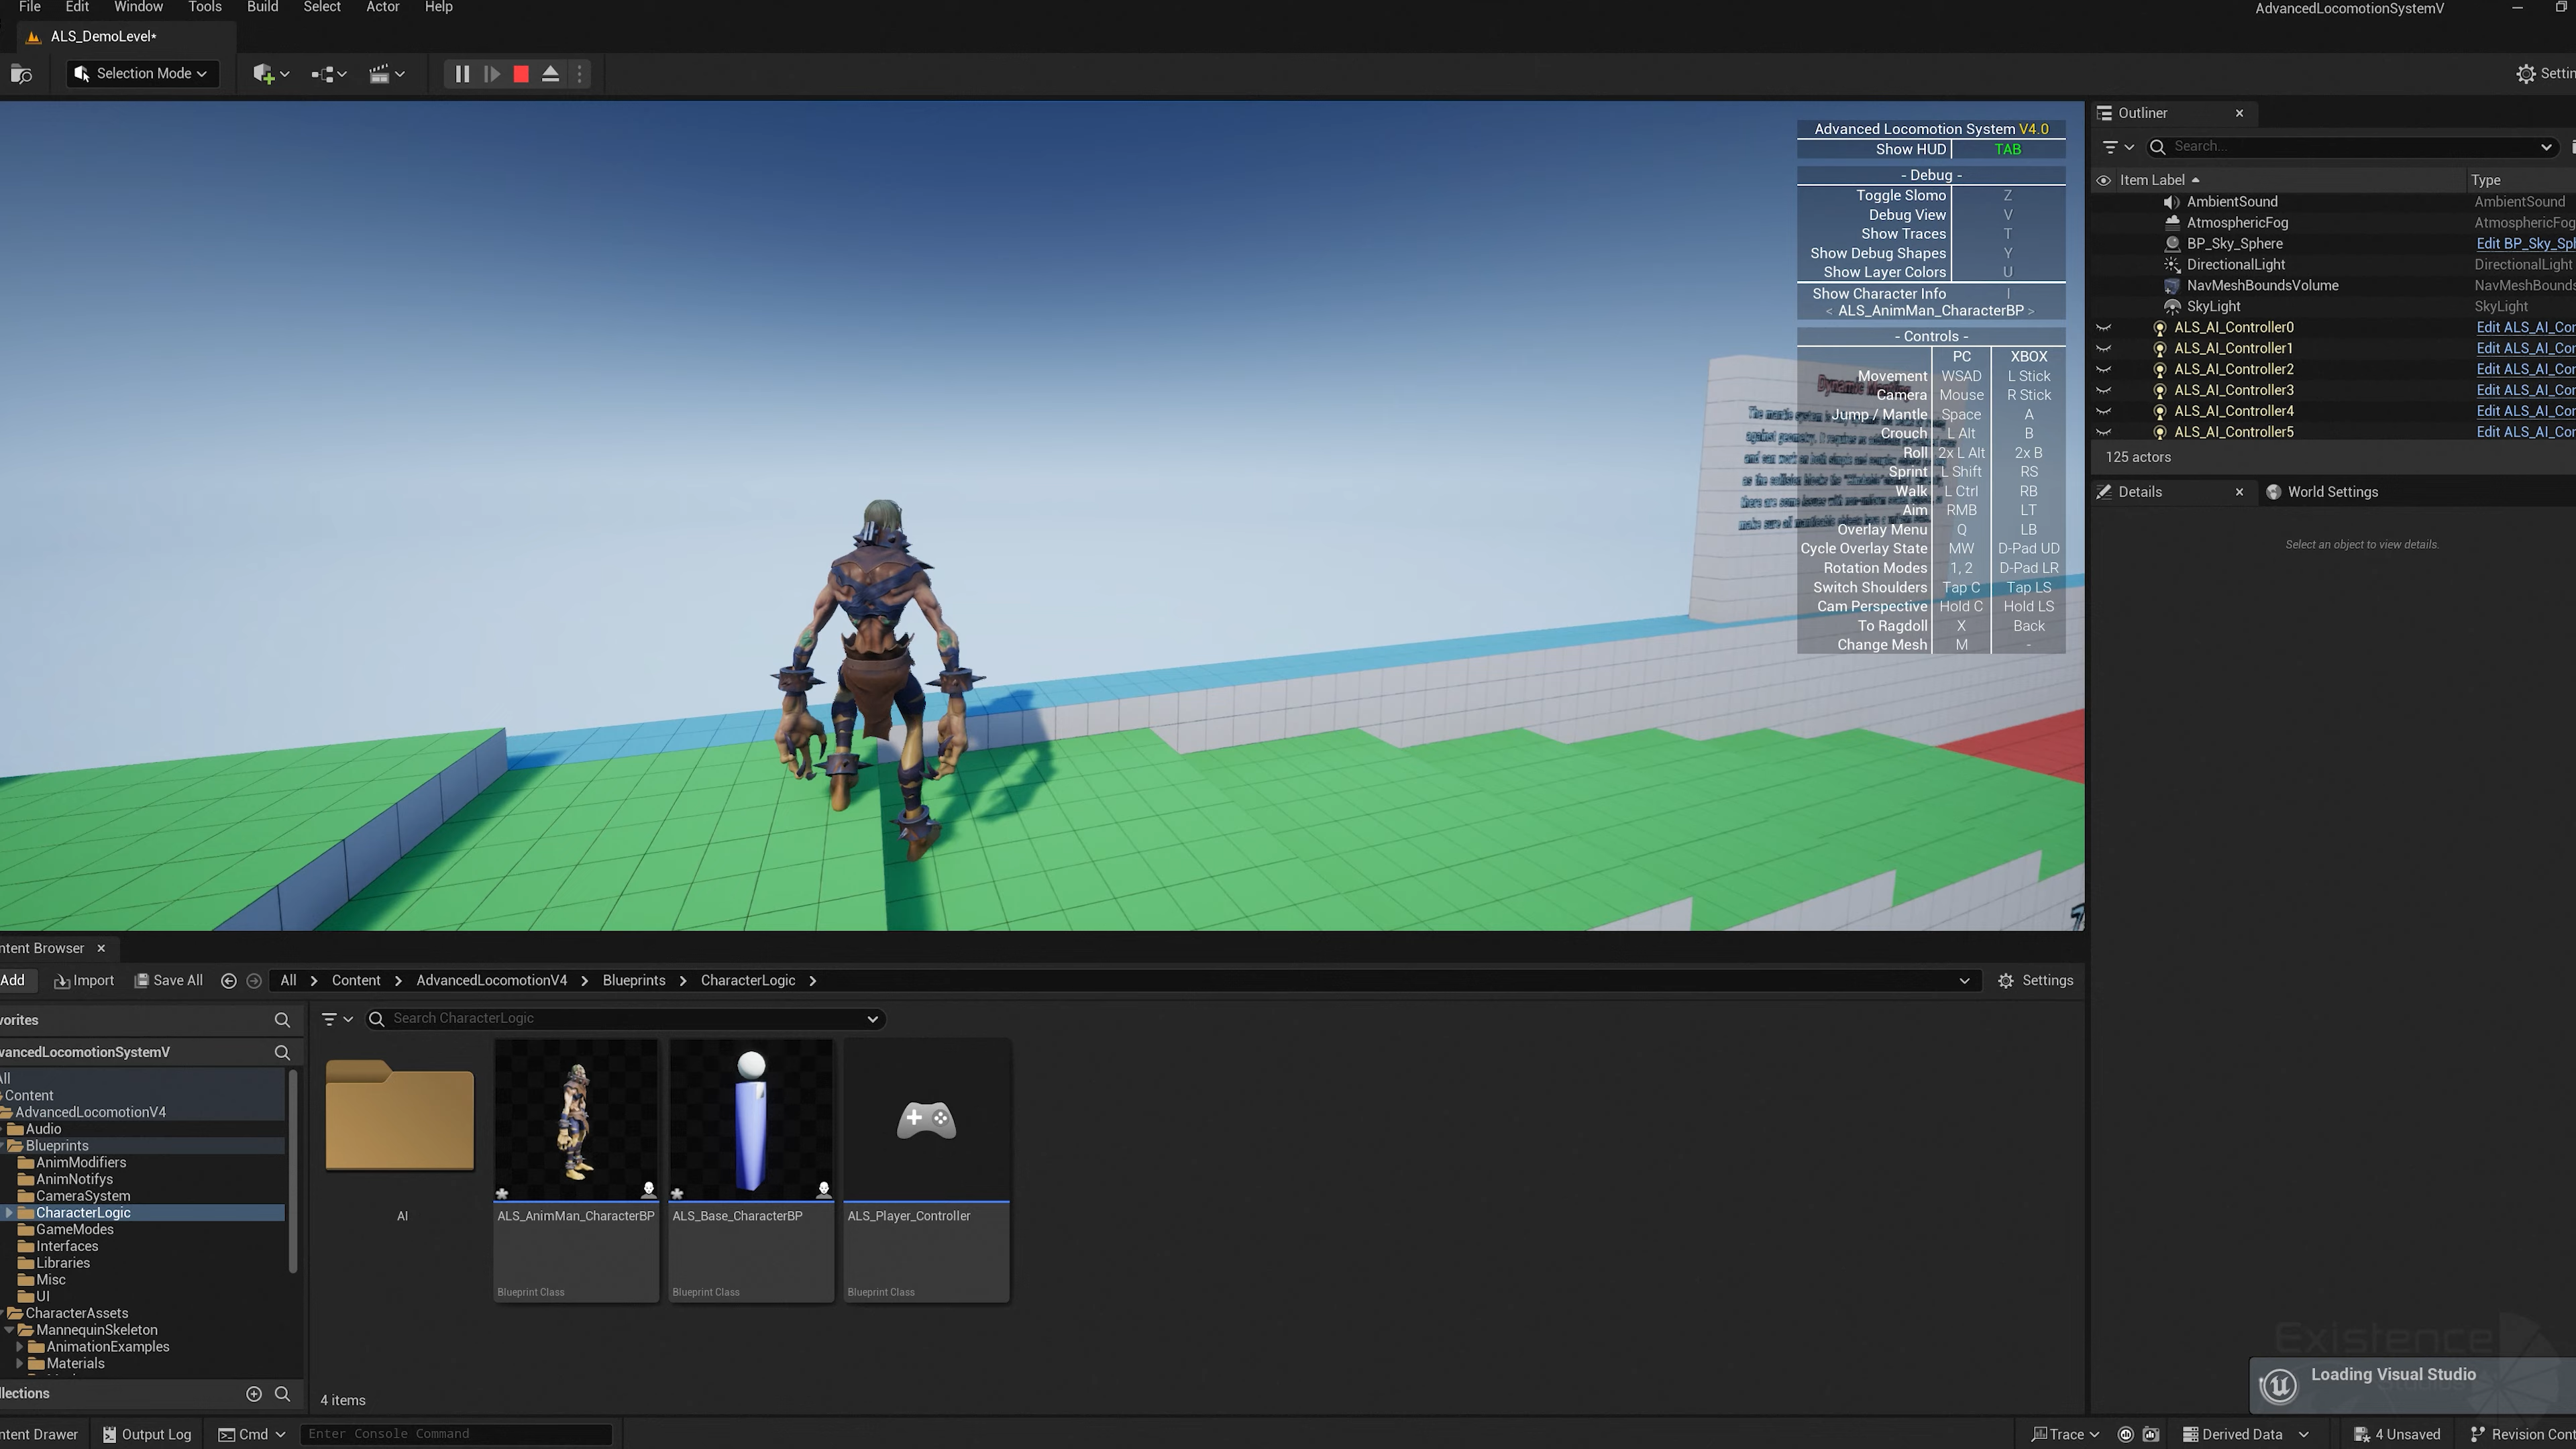 File Edit Window Tools Build Select Actor Help
AdvancedLocomotionSystemV
ALS_DemoLevel*
Selection Mode
Advanced Locomotion System V4.0
Show HUD TAB
- Debug -
Toggle Slomo Z
Debug View V
Show Traces T
Show Debug Shapes Y
Show Layer Colors U
Show Character Info I
< ALS_AnimMan_CharacterBP >
- Controls -
PC XBOX
Movement WSAD L Stick
Camera Mouse R Stick
Jump / Mantle Space A
Crouch L Alt B
Roll 2x L Alt 2x B
Sprint L Shift RS
Walk L Ctrl RB
Aim RMB LT
Overlay Menu Q LB
Cycle Overlay State MW D-Pad UD
Rotation Modes 1, 2 D-Pad LR
Switch Shoulders Tap C Tap LS
Cam Perspective Hold C Hold LS
To Ragdoll X Back
Change Mesh M -
Settin
Outliner
Search...
Item Label Type
AmbientSound AmbientSound
AtmosphericFog AtmosphericFog
BP_Sky_Sphere Edit BP_Sky_Sph
DirectionalLight DirectionalLight
NavMeshBoundsVolume NavMeshBounds
SkyLight SkyLight
ALS_AI_Controller0 Edit ALS_AI_Con
ALS_AI_Controller1 Edit ALS_AI_Con
ALS_AI_Controller2 Edit ALS_AI_Con
ALS_AI_Controller3 Edit ALS_AI_Con
ALS_AI_Controller4 Edit ALS_AI_Con
ALS_AI_Controller5 Edit ALS_AI_Con
125 actors
Details World Settings
Select an object to view details.
ntent Browser
Add Import Save All All > Content > AdvancedLocomotionV4 > Blueprints > CharacterLogic > Settings
vorites
Search CharacterLogic
vancedLocomotionSystemV
All
Content
AdvancedLocomotionV4
Audio
Blueprints
AnimModifiers
AnimNotifys
CameraSystem
CharacterLogic
GameModes
Interfaces
Libraries
Misc
UI
CharacterAssets
MannequinSkeleton
AnimationExamples
Materials
AI
ALS_AnimMan_CharacterBP
Blueprint Class
ALS_Base_CharacterBP
Blueprint Class
ALS_Player_Controller
Blueprint Class
llections
4 items
Existence
Loading Visual Studio
ntent Drawer Output Log Cmd Enter Console Command
Trace Derived Data 4 Unsaved Revision Cont